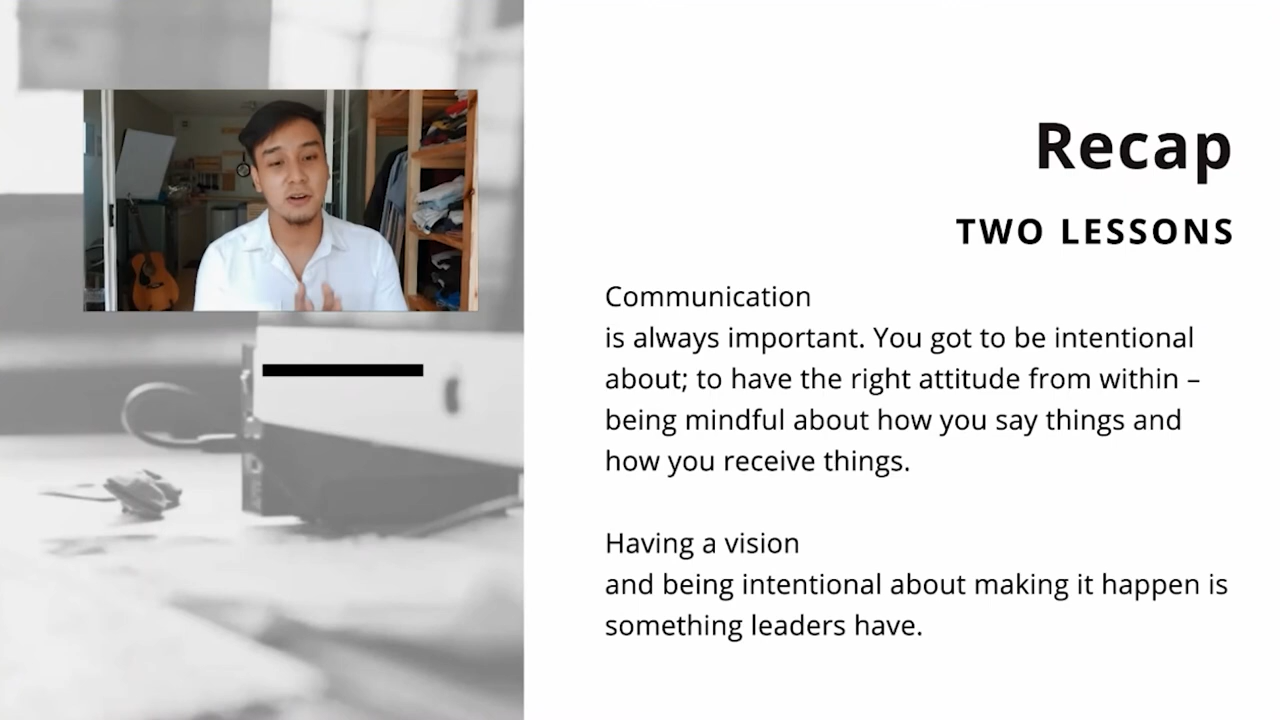 Recap
TWO LESSONS
Communication
is always important. You got to be intentional
about; to have the right attitude from within –
being mindful about how you say things and
how you receive things.
Having a vision
and being intentional about making it happen is
something leaders have.